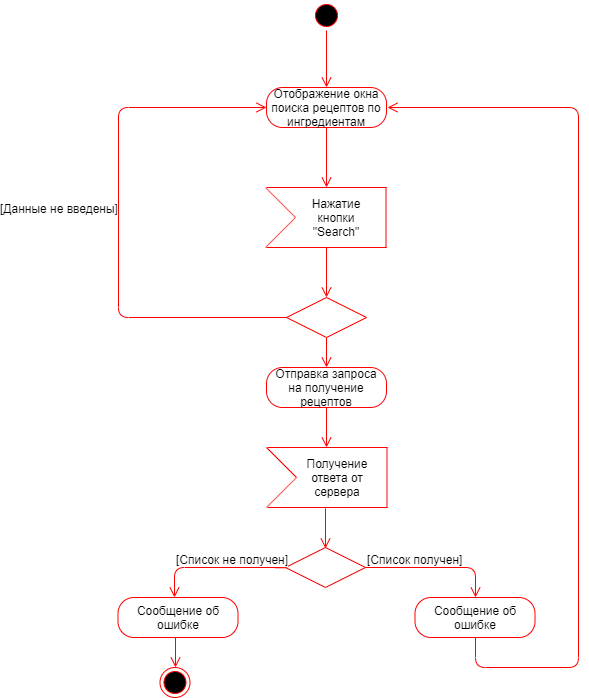 Отображение окна
поиска рецептов по
ингредиентам
[Данные не введены]
Нажатие
кнопки
"Search"
Отправка запроса
на получение
рецептов
Получение
ответа от
сервера
[Список не получен]
[Список получен]
Сообщение об
ошибке
Сообщение об
ошибке